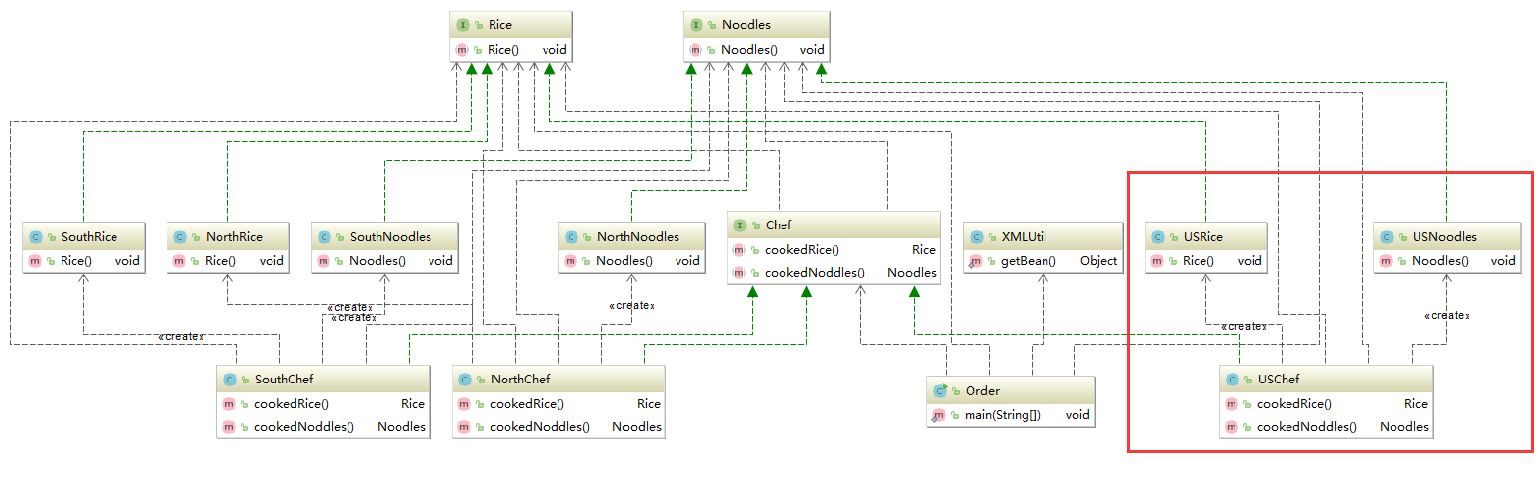 Rice
Rice() void
Noodles
Noodles() void
SouthRice
Rice() void
NorthRice
Rice() void
SouthNoodles
Noodles() void
NorthNoodles
Noodles() void
Chef
cookedRice() Rice
cookedNoddles() Noodles
XMLUtil
getBean() Object
USRice
Rice() void
USNoodles
Noodles() void
«create»
«create»
«create»
«create»
«create»
«create»
SouthChef
cookedRice() Rice
cookedNoddles() Noodles
NorthChef
cookedRice() Rice
cookedNoddles() Noodles
Order
main(String[]) void
USChef
cookedRice() Rice
cookedNoddles() Noodles